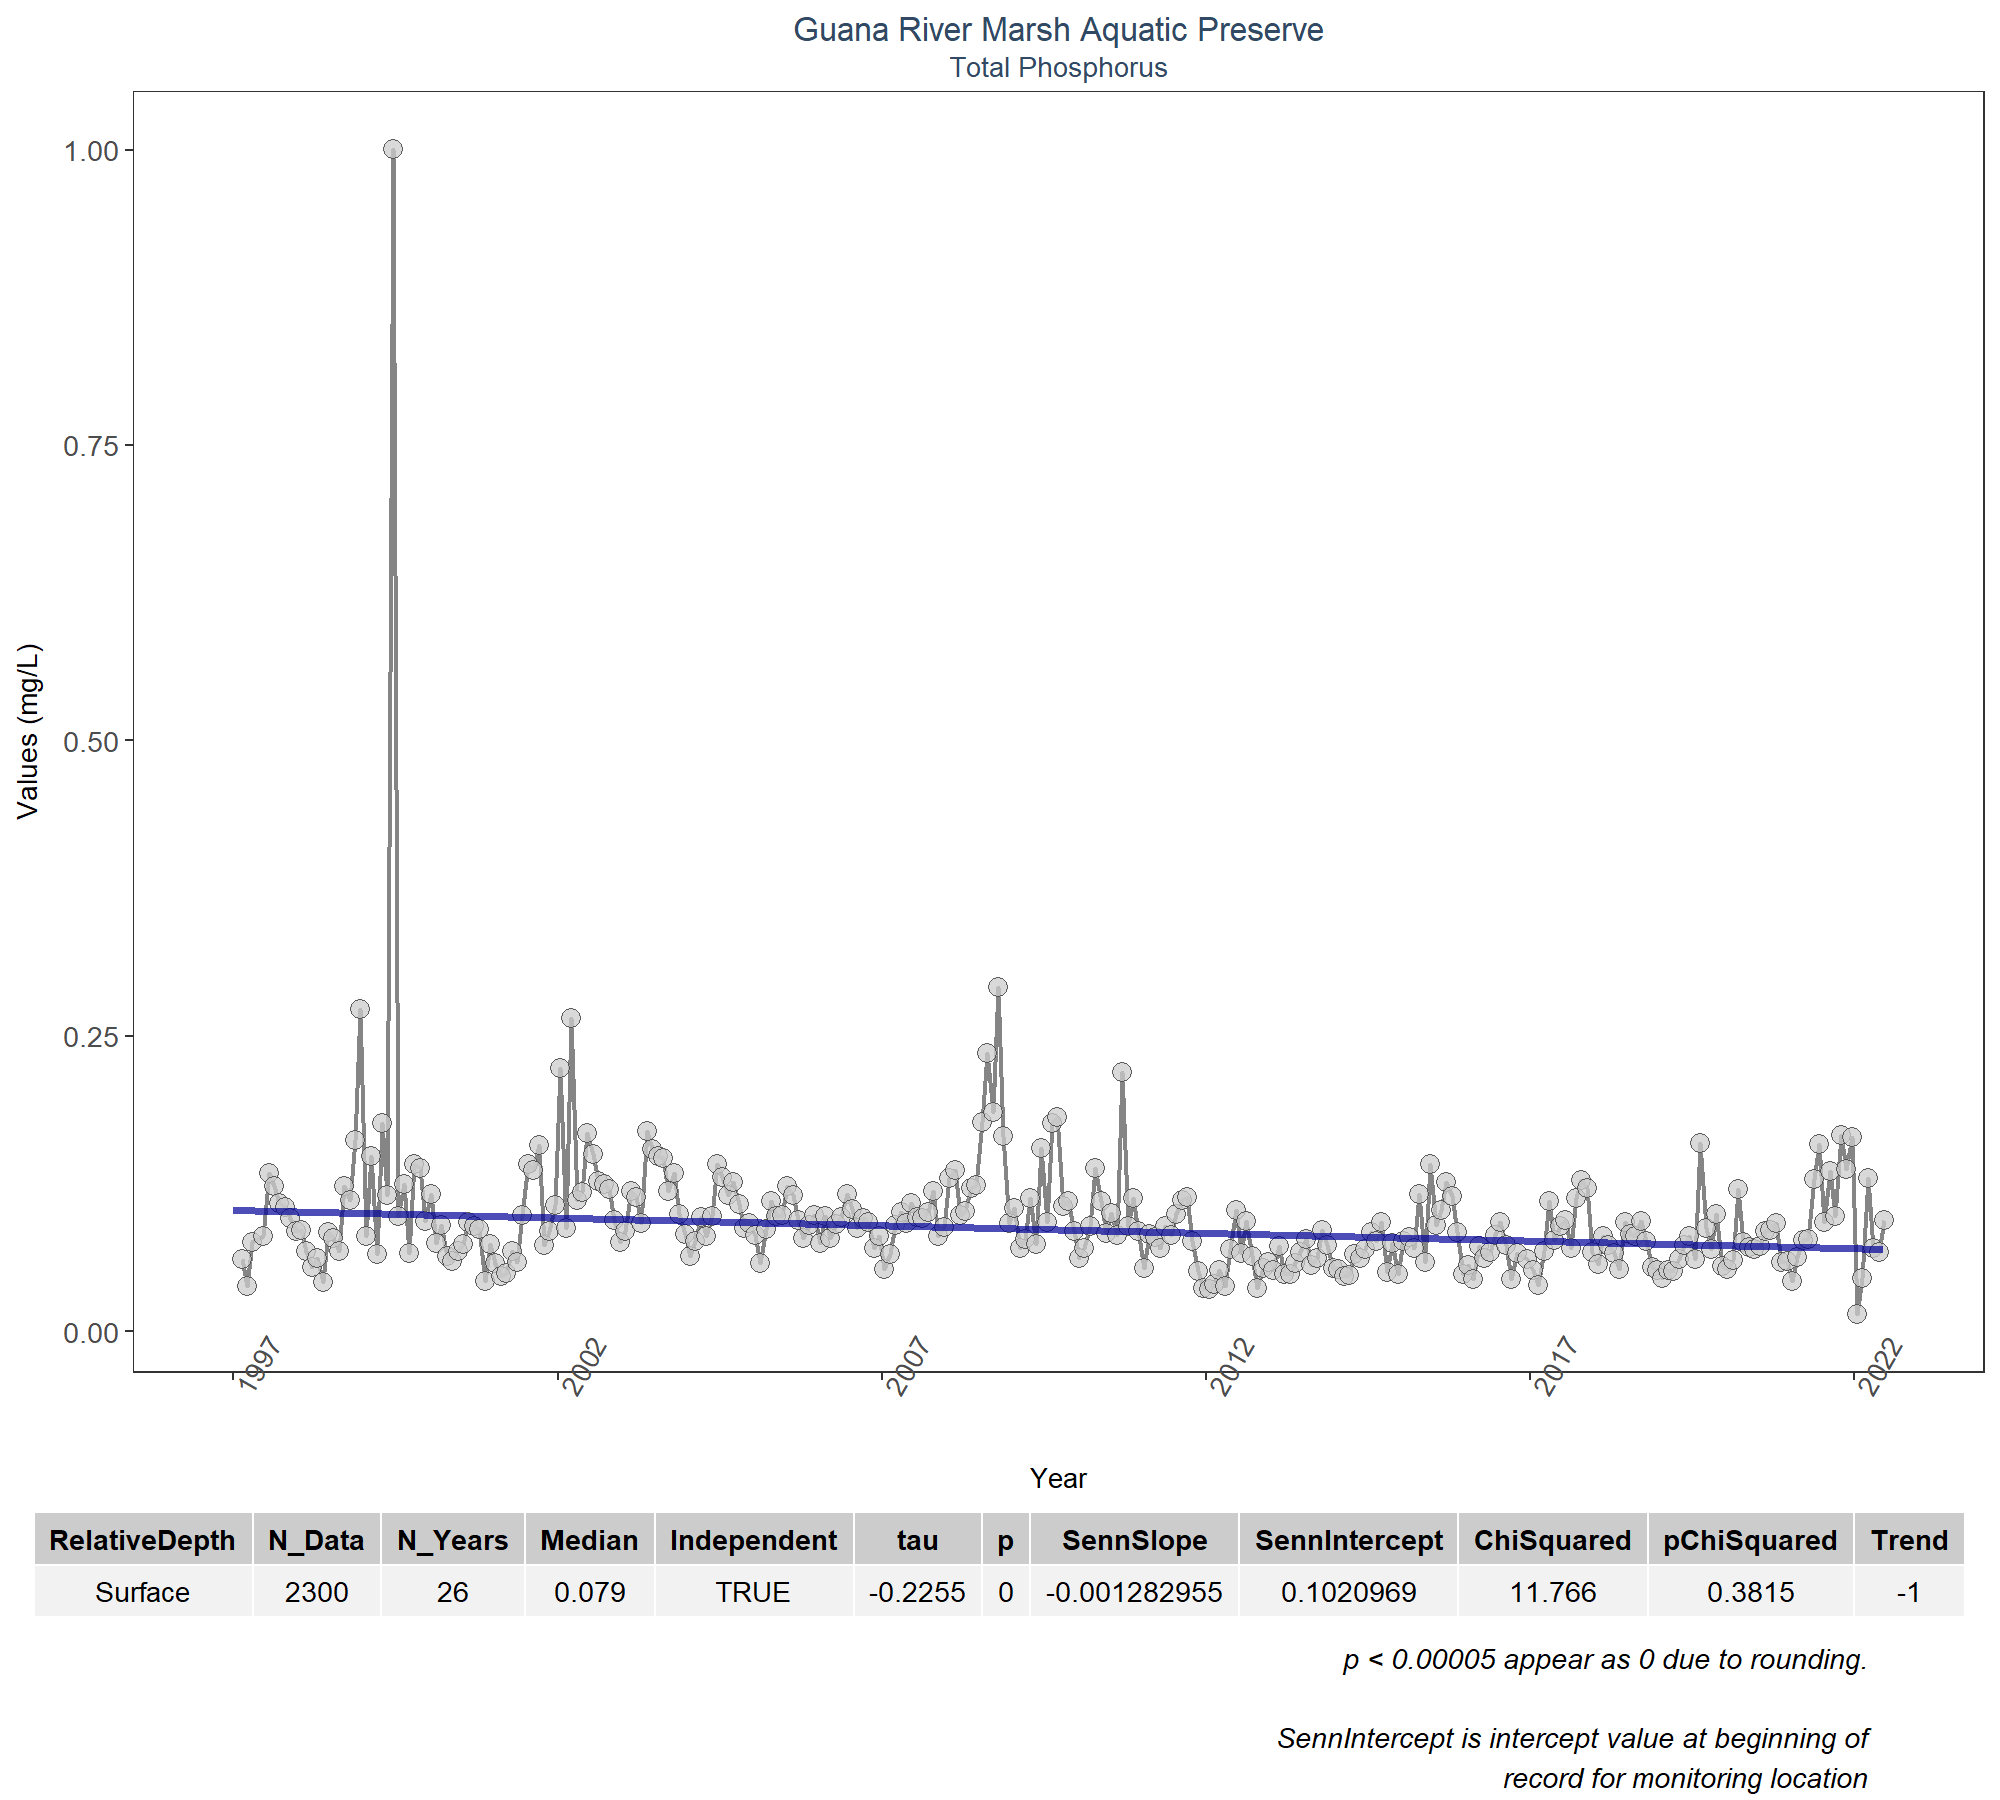 Guana River Marsh Aquatic Preserve
Total Phosphorus
1.00
0.75
0.50
0.25
0.00
Values (mg/L)
1997 2002 2007 2012 2017 2022
Year
RelativeDepth N_Data N_Years Median Independent tau p SennSlope SennIntercept ChiSquared pChiSquared Trend
Surface 2300 26 0.079 TRUE -0.2255 0 -0.001282955 0.1020969 11.766 0.3815 -1
p < 0.00005 appear as 0 due to rounding.
SennIntercept is intercept value at beginning of
record for monitoring location